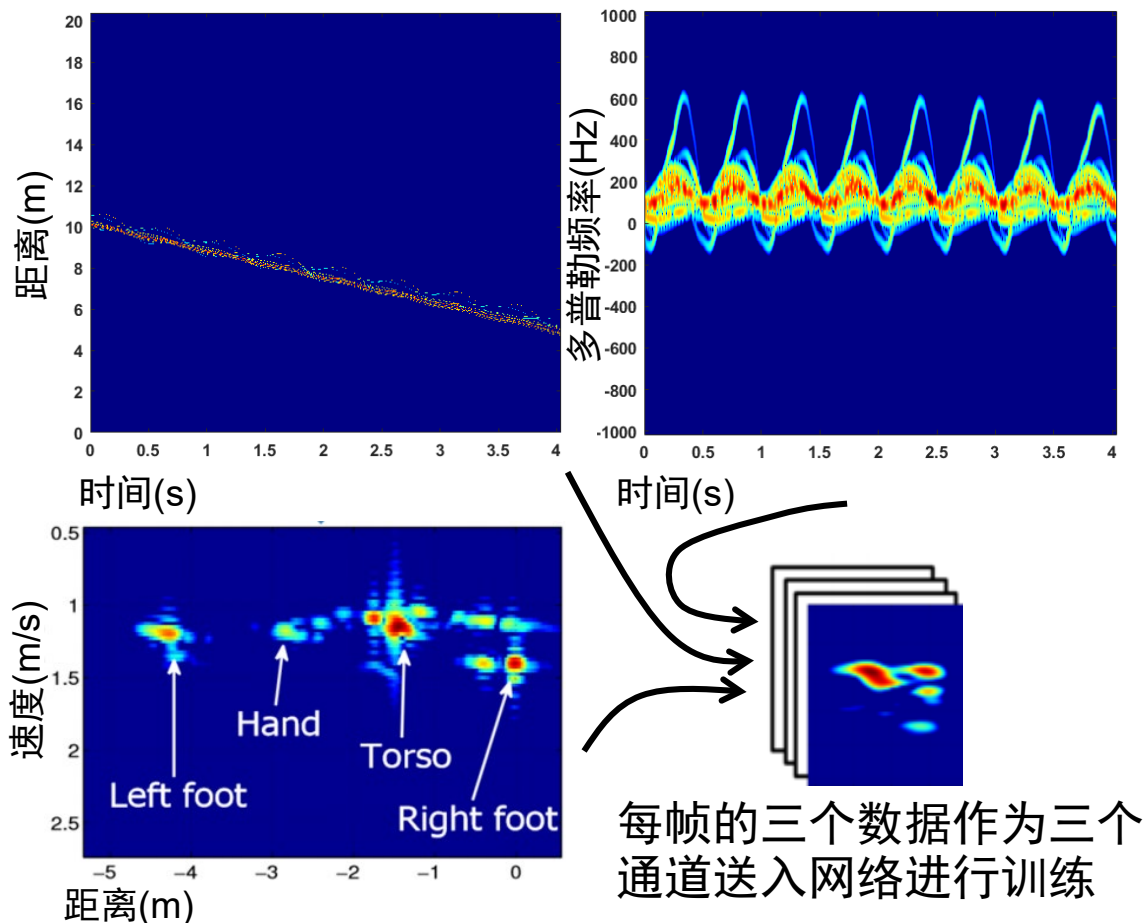 20
18
16
14
12
10
8
6
4
2
0
距离(m)
0 0.5 1 1.5 2 2.5 3 3.5 4
时间(s)
1000
800
600
400
200
0
-200
-400
-600
-800
-1000
多普勒频率(Hz)
0 0.5 1 1.5 2 2.5 3 3.5 4
时间(s)
0.5
1
1.5
2
2.5
速度(m/s)
Hand
Torso
Left foot
Right foot
−5 −4 −3 −2 −1 0
距离(m)
每帧的三个数据作为三个
通道送入网络进行训练